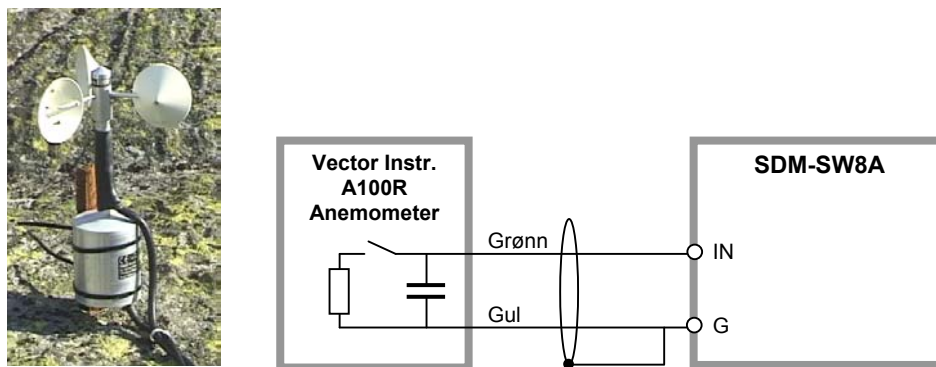 Vector Instr.
A100R
Anemometer
SDM-SW8A
Grønn
IN
Gul
G